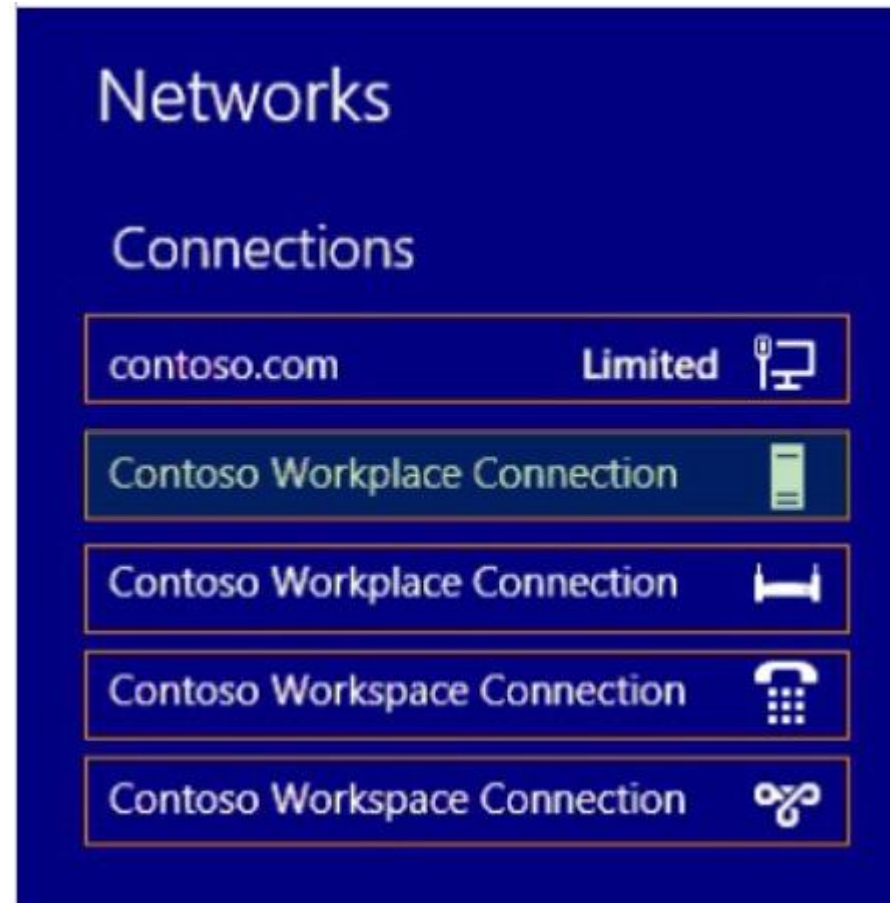 Networks
Connections
contoso.com Limited
Contoso Workplace Connection
Contoso Workplace Connection
Contoso Workspace Connection
Contoso Workspace Connection